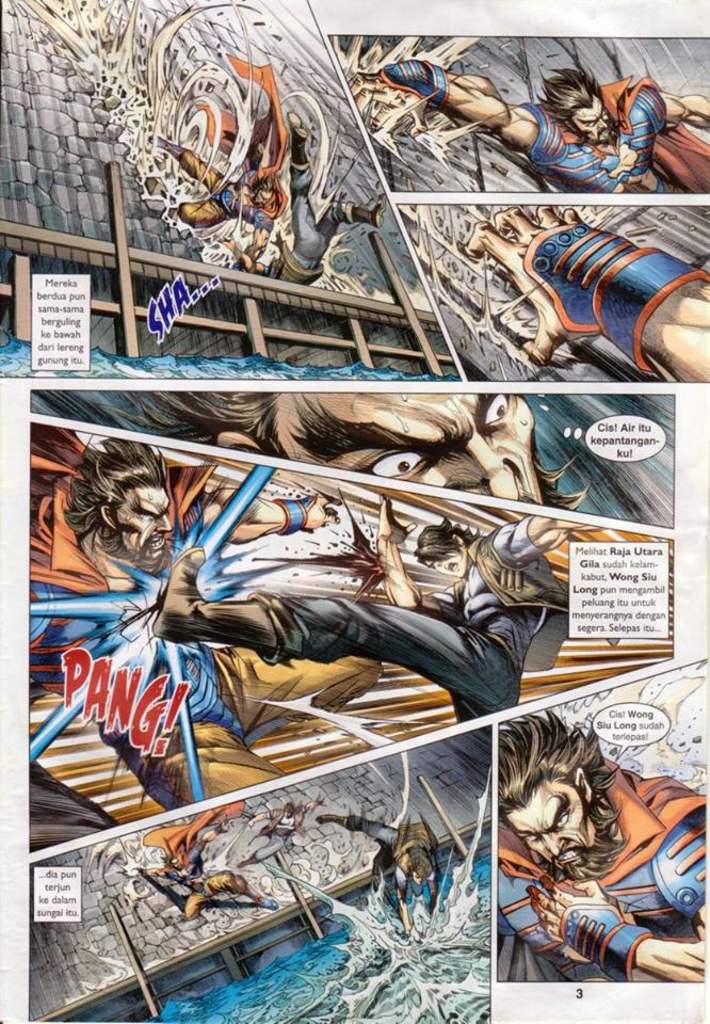 Mereka
berdua pun
sama-sama
berguling
ke bawah
dari lereng
gunung itu.
SHA...
Cis! Air itu
kepantangan-
ku!
Melihat Raja Utara
Gila sudah kelam-
kabut, Wong Siu
Long pun mengambil
peluang itu untuk
menyerangnya dengan
segera. Selepas itu...
PANG!
...dia pun
terjun
ke dalam
sungai itu.
Cis! Wong
Siu Long sudah
terlepas!
3